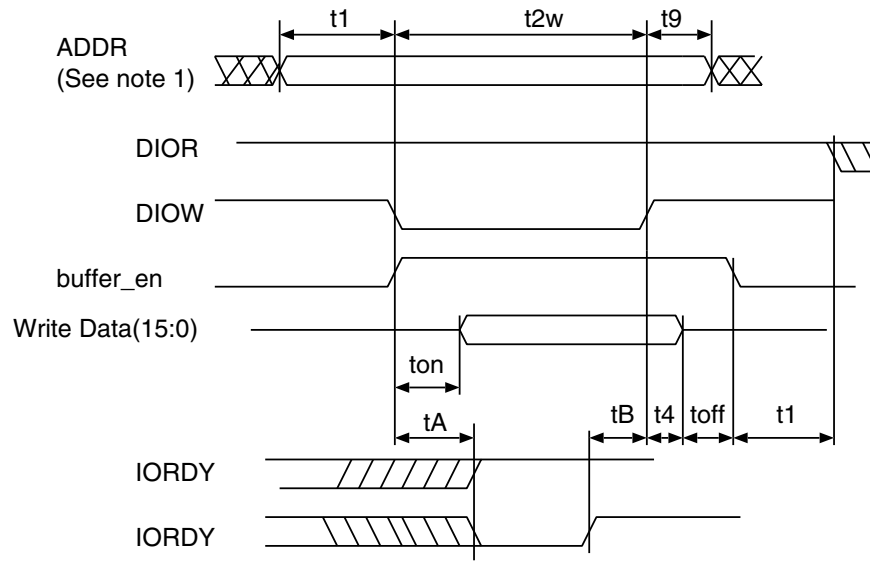 t1 t2w t9
ADDR
(See note 1)
DIOR
DIOW
buffer_en
Write Data(15:0)
ton
tA tB t4 toff t1
IORDY
IORDY